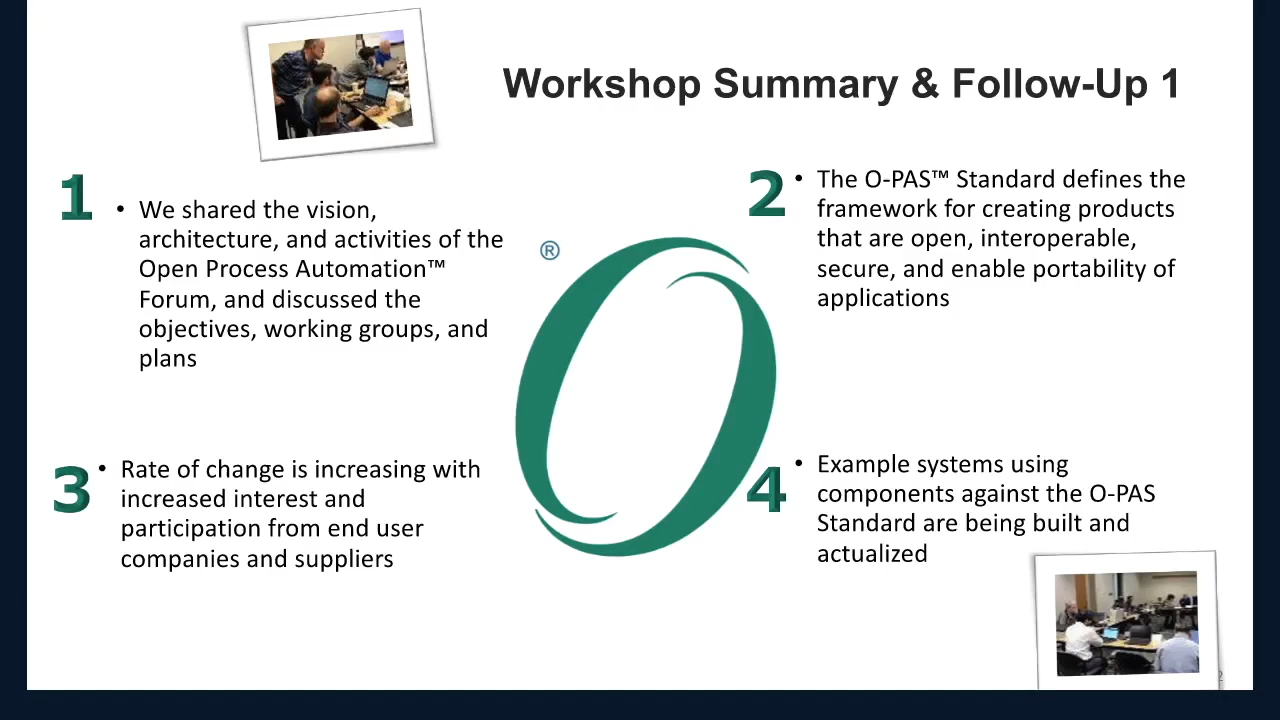 Workshop Summary & Follow-Up 1
1
• We shared the vision,
architecture, and activities of the
Open Process Automation™
Forum, and discussed the
objectives, working groups, and
plans
2
• The O-PAS™ Standard defines the
framework for creating products
that are open, interoperable,
secure, and enable portability of
applications
®
3
• Rate of change is increasing with
increased interest and
participation from end user
companies and suppliers
4
• Example systems using
components against the O-PAS
Standard are being built and
actualized